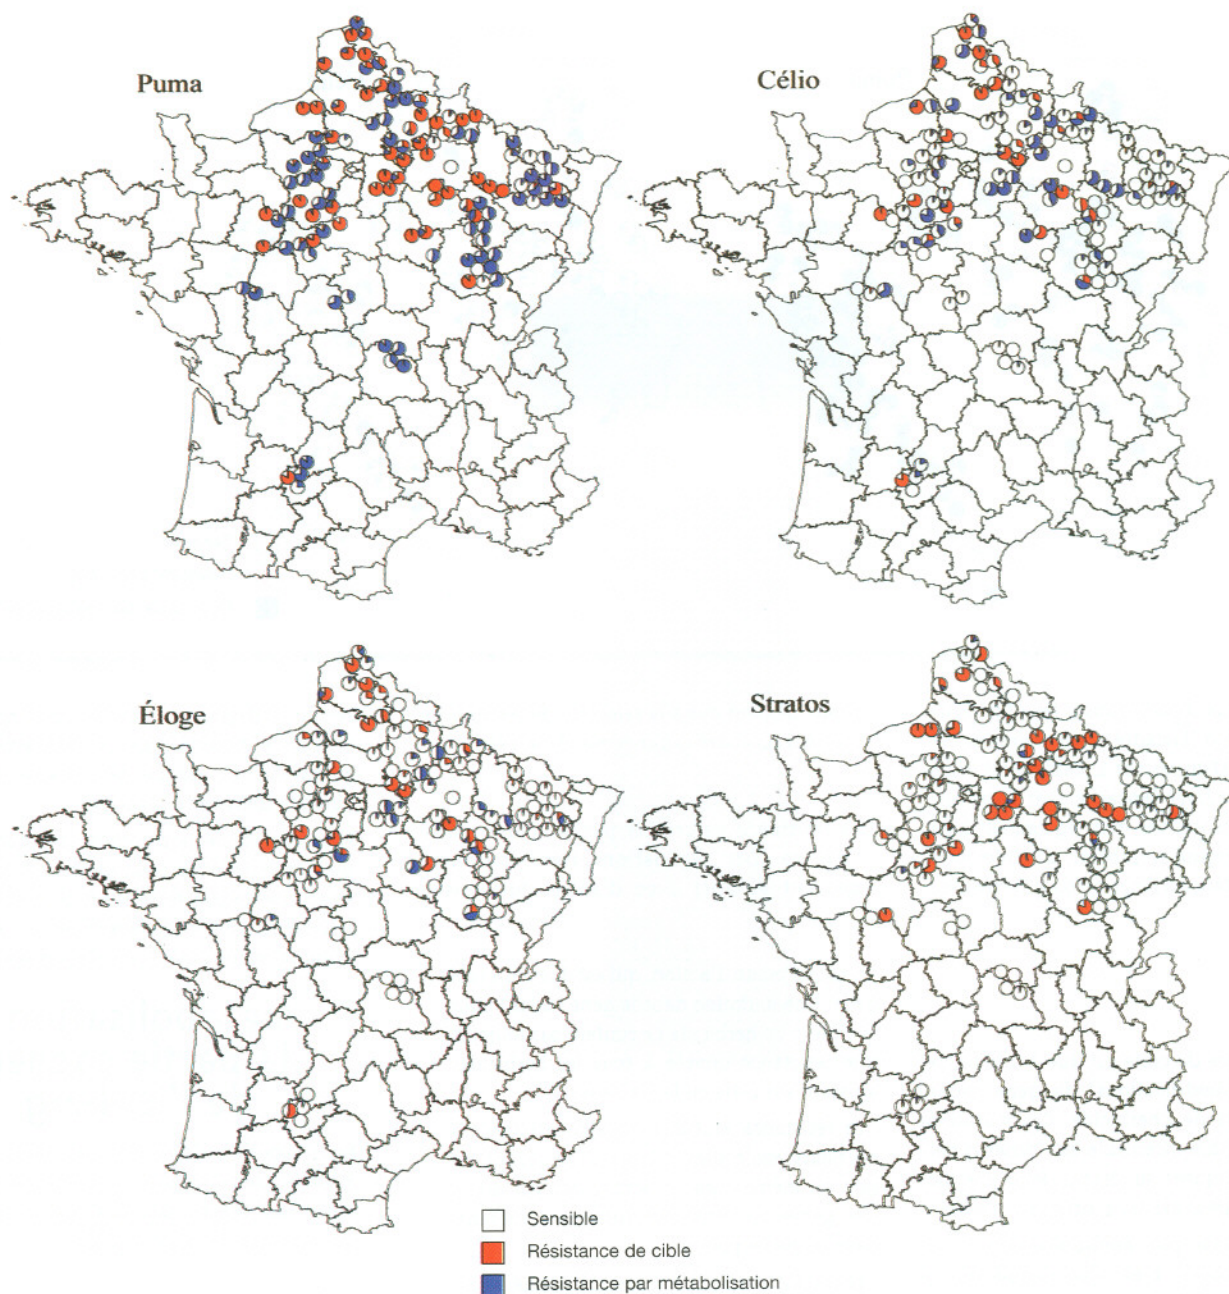 Puma
Célio
Éloge
Stratos
Sensible
Résistance de cible
Résistance par métabolisation